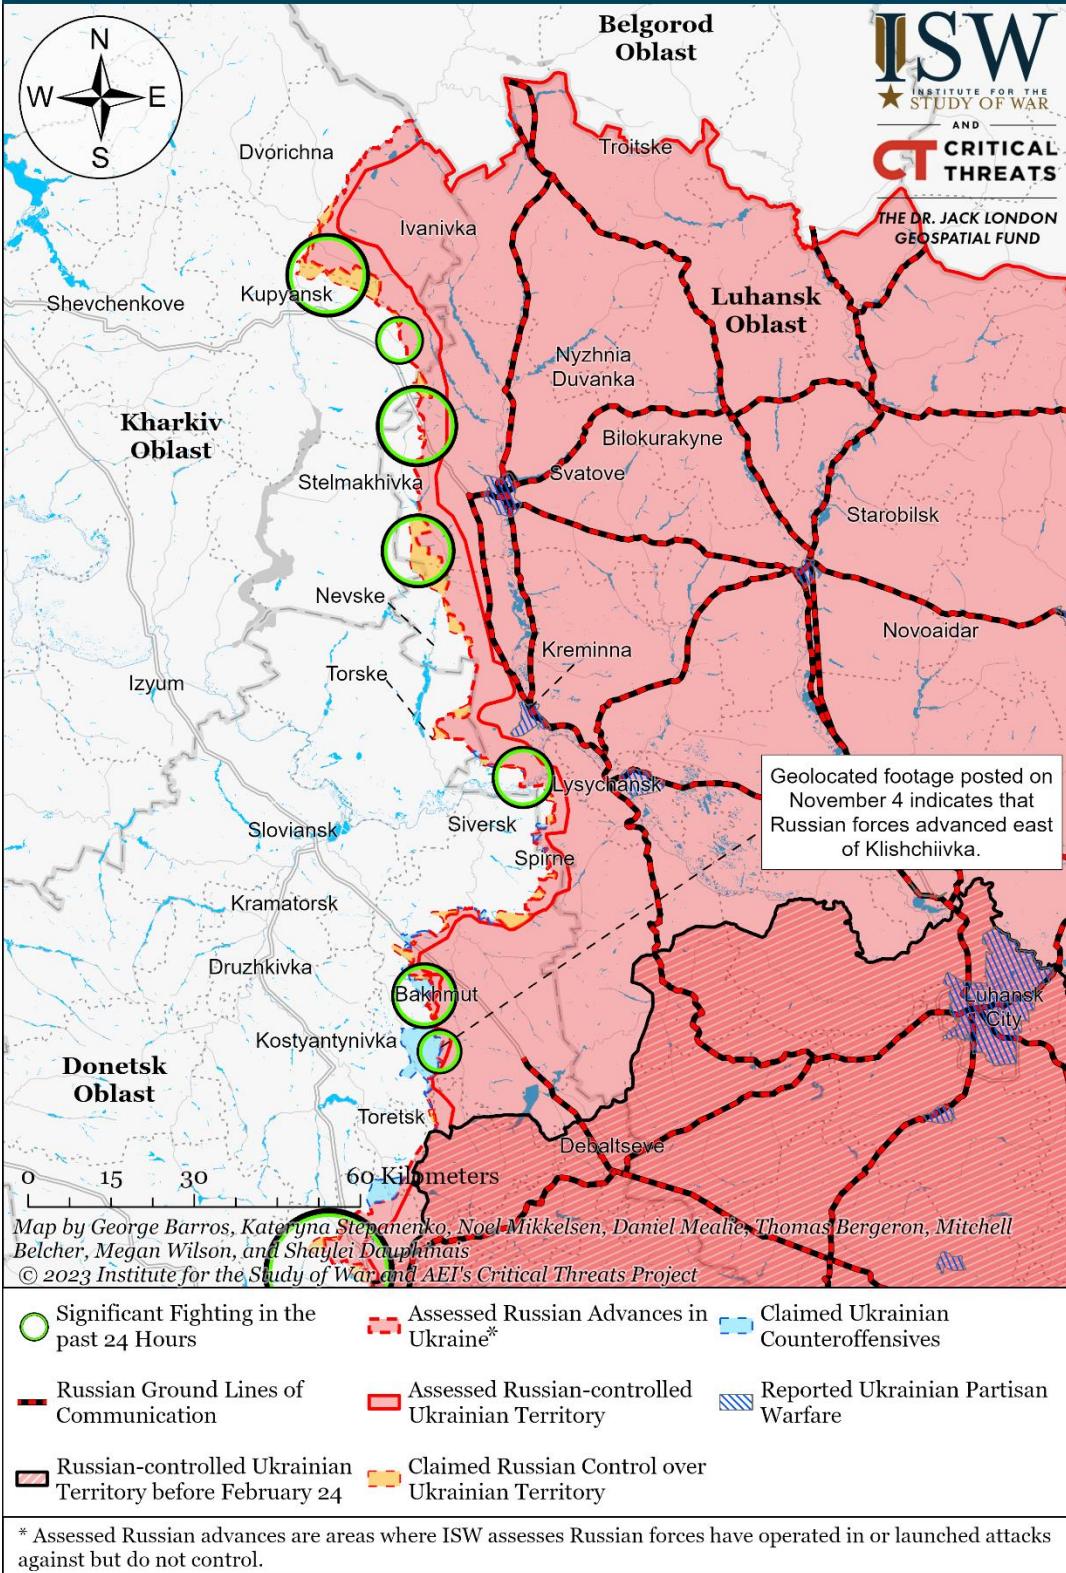 Belgorod
Oblast
ISW
INSTITUTE FOR THE
STUDY OF WAR
AND
CT CRITICAL
THREATS
THE DR. JACK LONDON
GEOSPATIAL FUND
N
W
E
S
Dvorichna
Troitske
Ivanivka
Kupyansk
Shevchenkove
Luhansk
Oblast
Nyzhnia
Duvanka
Kharkiv
Oblast
Bilokurakyne
Stelmakhivka
Svatove
Starobilsk
Nevske
Novoaidar
Kreminna
Torske
Izyum
Geolocated footage posted on
November 4 indicates that
Russian forces advanced east
of Klishchiivka.
Lysychansk
Siversk
Sloviansk
Spirne
Kramatorsk
Druzhkivka
Bakhmut
Luhansk
City
Kostyantynivka
Donetsk
Oblast
Toretsk
Debaltseve
0 15 30 60 Kilometers
Map by George Barros, Kateryna Stepanenko, Noel Mikkelsen, Daniel Mealie, Thomas Bergeron, Mitchell
Belcher, Megan Wilson, and Shaylei Dauphinais
© 2023 Institute for the Study of War and AEI's Critical Threats Project
Significant Fighting in the
past 24 Hours
Assessed Russian Advances in
Ukraine*
Claimed Ukrainian
Counteroffensives
Russian Ground Lines of
Communication
Assessed Russian-controlled
Ukrainian Territory
Reported Ukrainian Partisan
Warfare
Russian-controlled Ukrainian
Territory before February 24
Claimed Russian Control over
Ukrainian Territory
* Assessed Russian advances are areas where ISW assesses Russian forces have operated in or launched attacks
against but do not control.